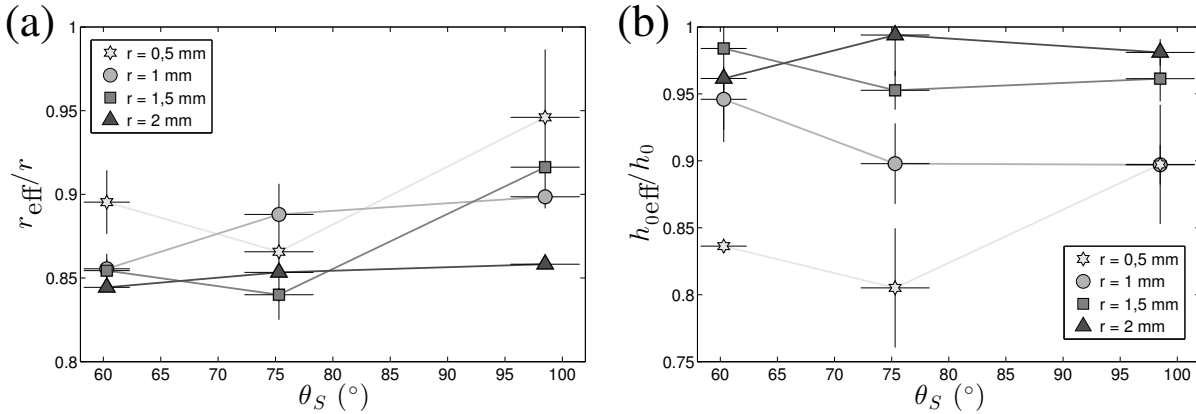 (a)
1
0.95
0.9
0.85
0.8
r_eff/r
r = 0,5 mm
r = 1 mm
r = 1,5 mm
r = 2 mm
60 65 70 75 80 85 90 95 100
θ_S (°)
(b)
1
0.95
0.9
0.85
0.8
0.75
h_0eff/h_0
r = 0,5 mm
r = 1 mm
r = 1,5 mm
r = 2 mm
60 65 70 75 80 85 90 95 100
θ_S (°)